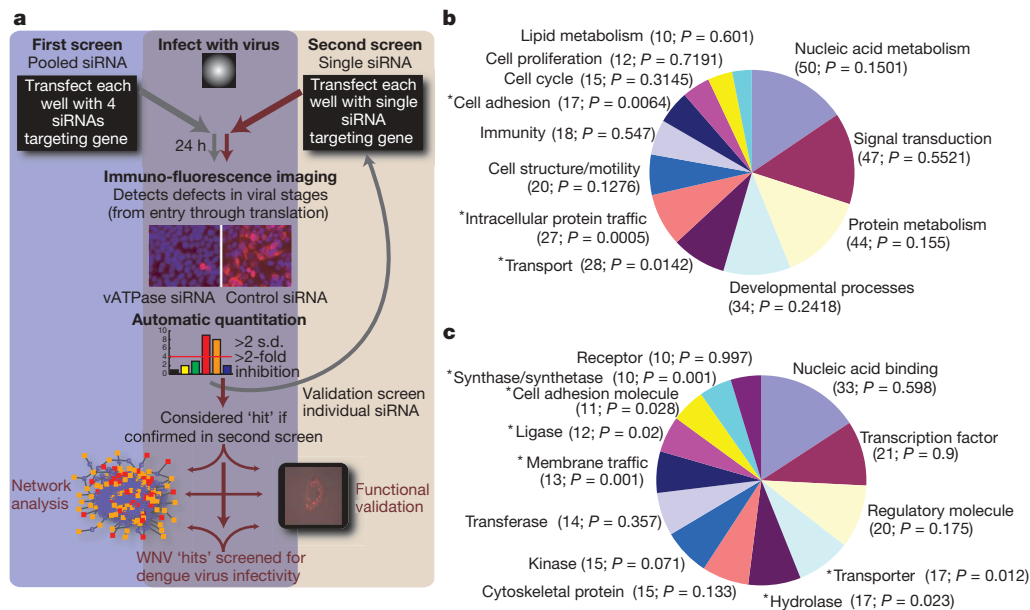 a
First screen
Pooled siRNA
Infect with virus
Second screen
Single siRNA
Transfect each
well with 4
siRNAs
targeting gene
Transfect each
well with single
siRNA
targeting gene
24 h
Immuno-fluorescence imaging
Detects defects in viral stages
(from entry through translation)
vATPase siRNA
Control siRNA
Automatic quantitation
10
8
6
4
2
0
>2 s.d.
>2-fold
inhibition
Validation screen
individual siRNA
Considered ‘hit’ if
confirmed in second screen
Network
analysis
Functional
validation
WNV ‘hits’ screened for
dengue virus infectivity
b
Lipid metabolism (10; P = 0.601)
Cell proliferation (12; P = 0.7191)
Cell cycle (15; P = 0.3145)
*Cell adhesion (17; P = 0.0064)
Immunity (18; P = 0.547)
Cell structure/motility
(20; P = 0.1276)
*Intracellular protein traffic
(27; P = 0.0005)
*Transport (28; P = 0.0142)
Nucleic acid metabolism
(50; P = 0.1501)
Signal transduction
(47; P = 0.5521)
Protein metabolism
(44; P = 0.155)
Developmental processes
(34; P = 0.2418)
c
Receptor (10; P = 0.997)
*Synthase/synthetase (10; P = 0.001)
*Cell adhesion molecule
(11; P = 0.028)
*Ligase (12; P = 0.02)
*Membrane traffic
(13; P = 0.001)
Transferase (14; P = 0.357)
Kinase (15; P = 0.071)
Cytoskeletal protein (15; P = 0.133)
Nucleic acid binding
(33; P = 0.598)
Transcription factor
(21; P = 0.9)
Regulatory molecule
(20; P = 0.175)
*Transporter (17; P = 0.012)
*Hydrolase (17; P = 0.023)